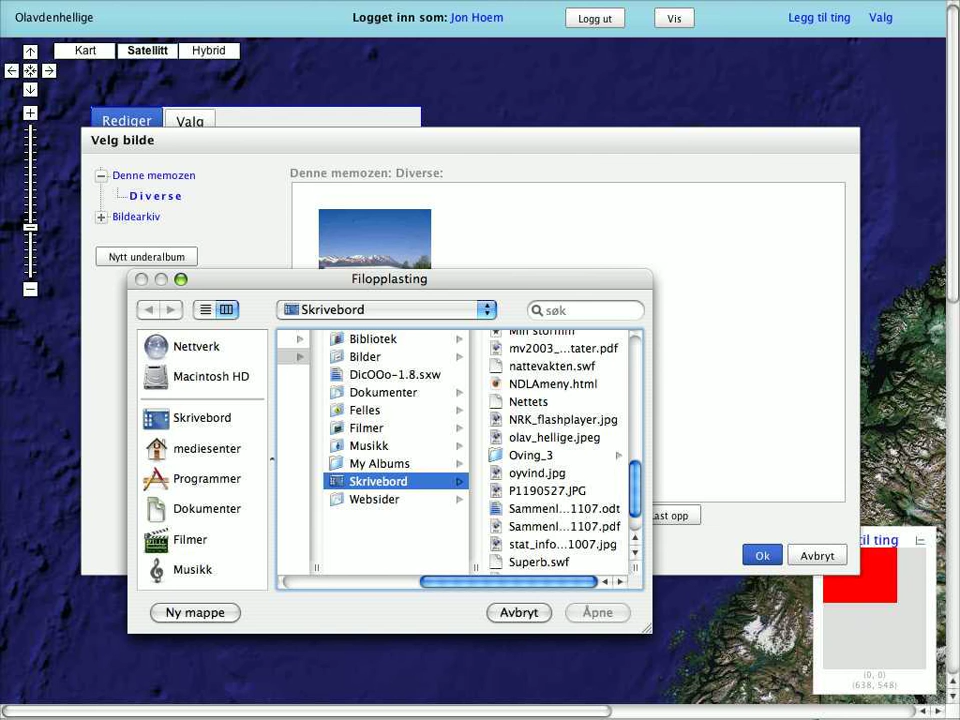 Olavdenhellige
Logget inn som: Jon Hoem
Logg ut
Vis
Legg til ting
Valg
Kart
Satellitt
Hybrid
Rediger
Valg
Velg bilde
Denne memozen
Diverse
Bildearkiv
Nytt underalbum
Denne memozen: Diverse:
Filopplasting
Skrivebord
søk
Nettverk
Macintosh HD
Skrivebord
mediesenter
Programmer
Dokumenter
Filmer
Musikk
Bibliotek
Bilder
DicOOo-1.8.sxw
Dokumenter
Felles
Filmer
Musikk
My Albums
Skrivebord
Websider
mv2003_...tater.pdf
nattevakten.swf
NDLAmeny.html
Nettets
NRK_flashplayer.jpg
olav_hellige.jpeg
Oving_3
oyvind.jpg
P1190527.JPG
Sammenl...1107.odt
Sammenl...1107.pdf
stat_info...1007.jpg
Superb.swf
Ny mappe
Avbryt
Åpne
ast opp
Ok
Avbryt
til ting
(0, 0)
(638, 548)